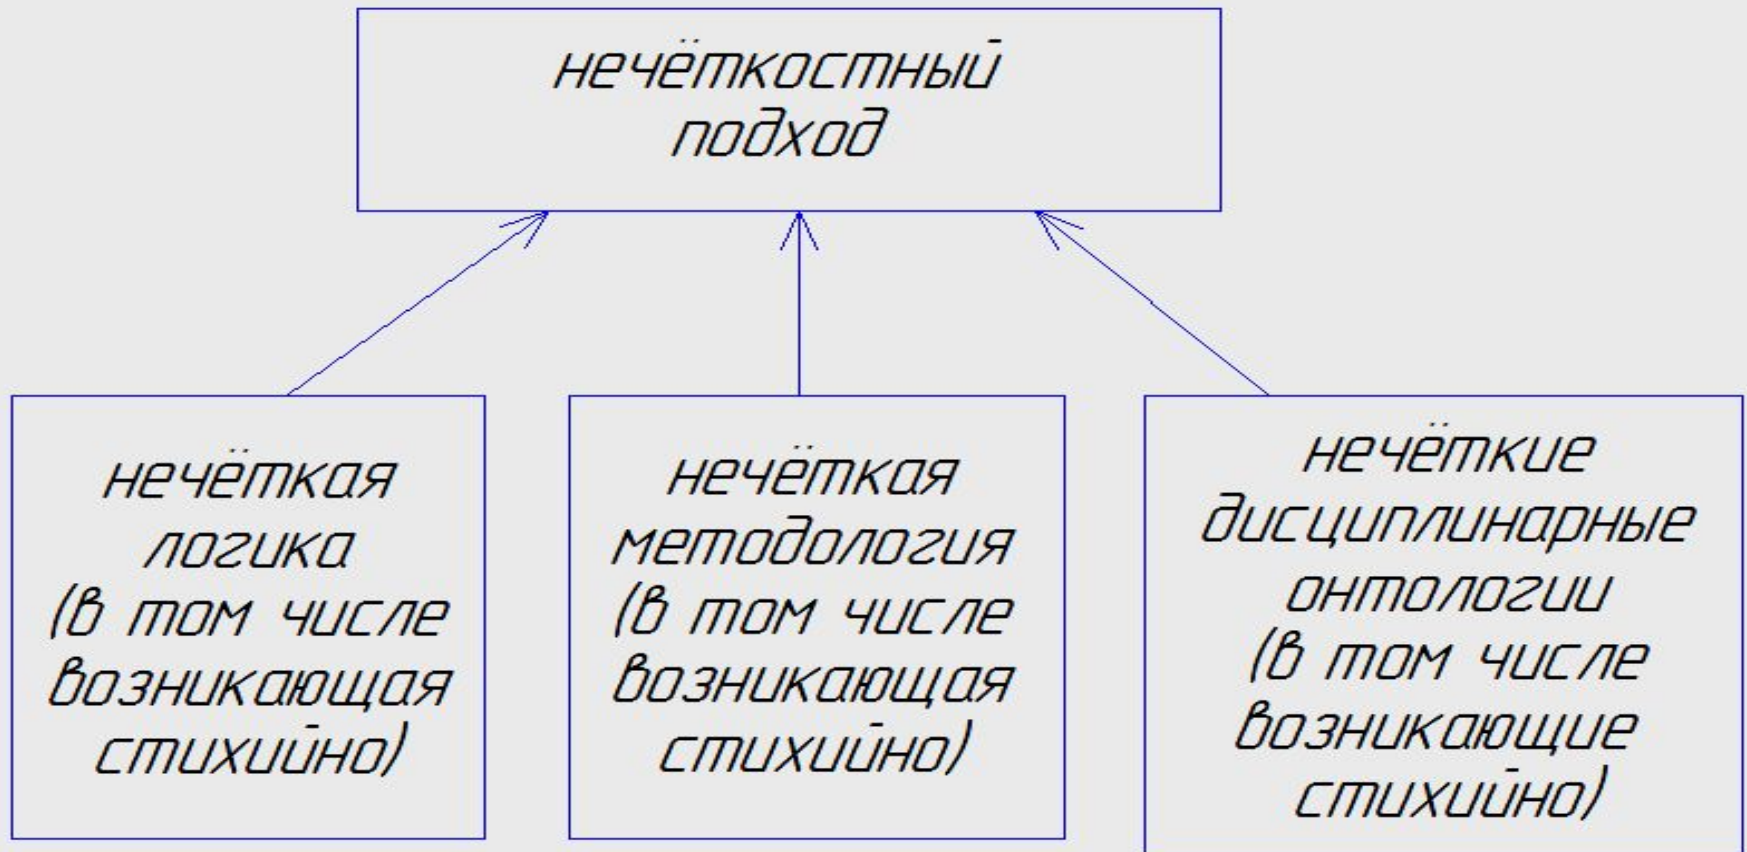 нечёткостный
подход
нечёткая
логика
(в том числе
возникающая
стихийно)
нечёткая
методология
(в том числе
возникающая
стихийно)
нечёткие
дисциплинарные
онтологии
(в том числе
возникающие
стихийно)